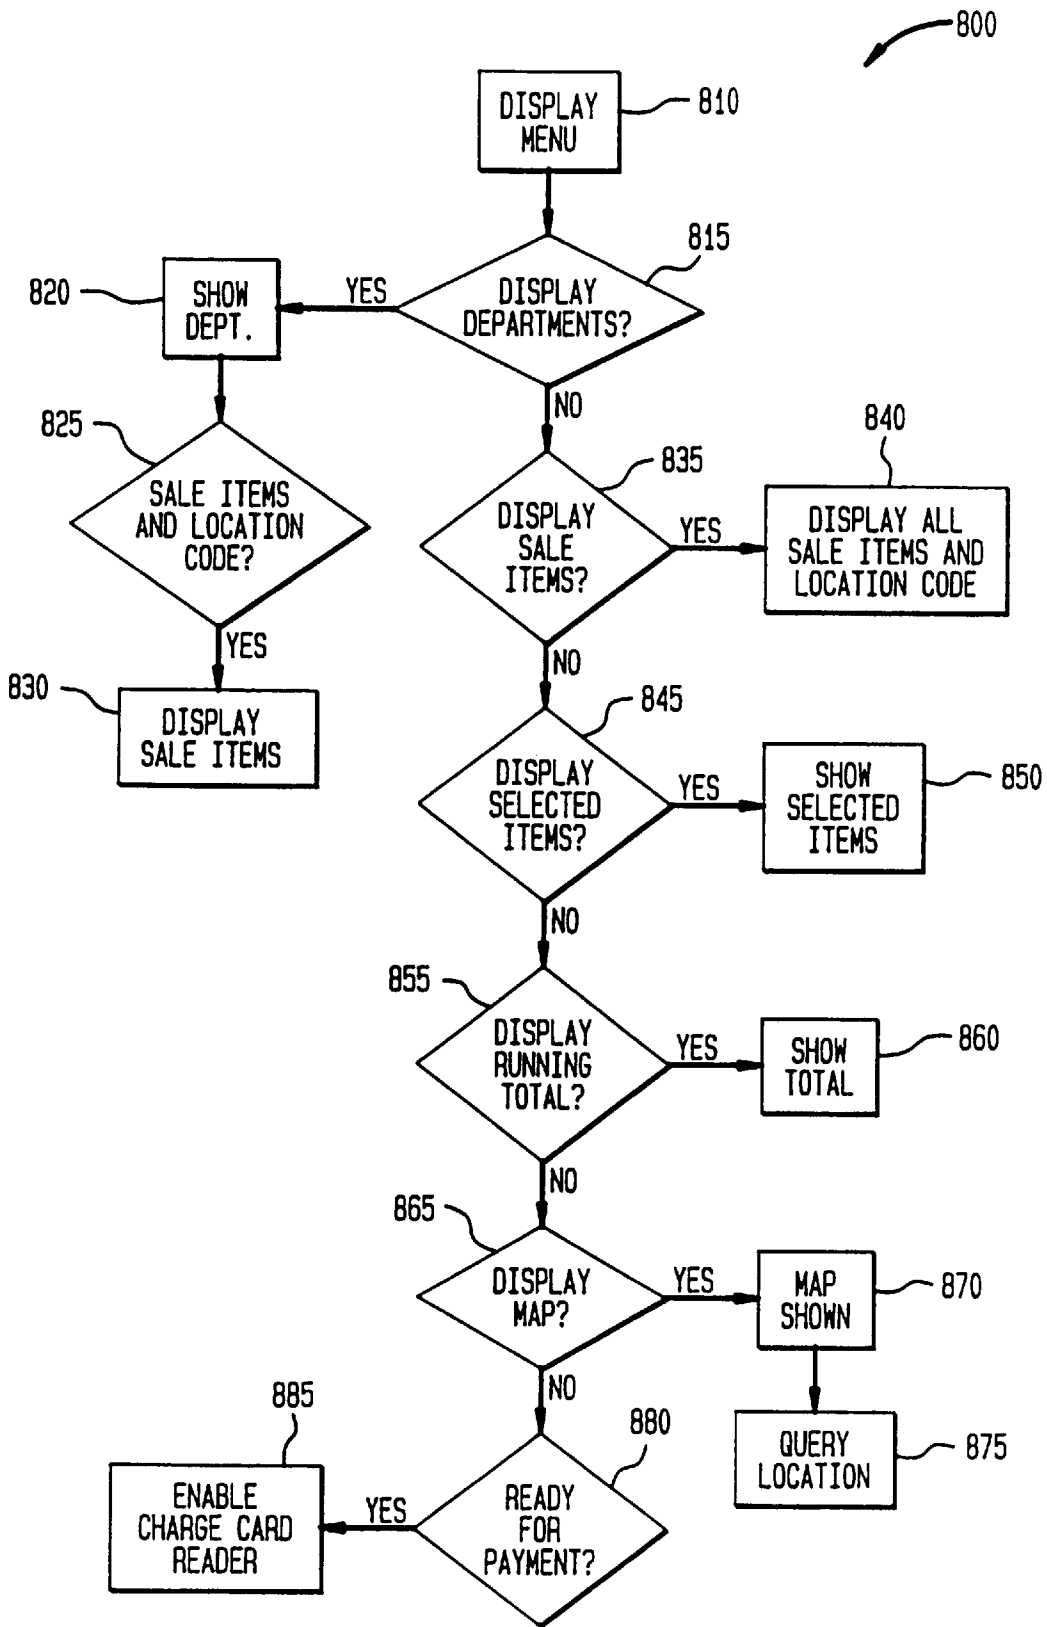 800
DISPLAY
MENU
810
815
DISPLAY
DEPARTMENTS?
YES
820
SHOW
DEPT.
NO
825
SALE ITEMS
AND LOCATION
CODE?
YES
830
DISPLAY
SALE ITEMS
835
DISPLAY
SALE
ITEMS?
YES
840
DISPLAY ALL
SALE ITEMS AND
LOCATION CODE
NO
845
DISPLAY
SELECTED
ITEMS?
YES
SHOW
SELECTED
ITEMS
850
NO
855
DISPLAY
RUNNING
TOTAL?
YES
SHOW
TOTAL
860
NO
865
DISPLAY
MAP?
YES
MAP
SHOWN
870
QUERY
LOCATION
875
NO
880
READY
FOR
PAYMENT?
YES
885
ENABLE
CHARGE CARD
READER